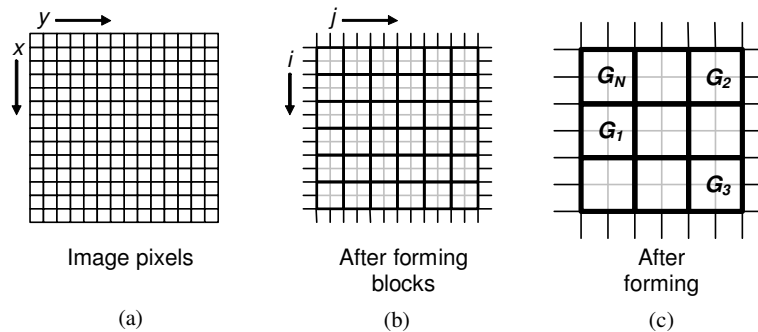 y
x
j
i
G_N
G_2
G_1
G_3
Image pixels
After forming
blocks
After
forming
(a)
(b)
(c)